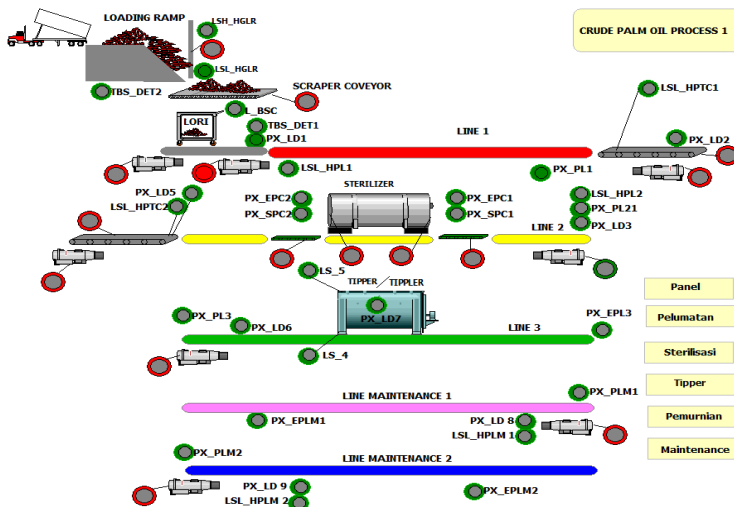 LOADING RAMP
LSH_HGLR
CRUDE PALM OIL PROCESS 1
LSL_HGLR
SCRAPER COVEYOR
TBS_DET2
LSL_HPTC1
L_BSC
LORI
TBS_DET1
PX_LD1
LINE 1
PX_LD2
LSL_HPL1
PX_PL1
PX_LD5
LSL_HPTC2
STERILIZER
PX_EPC2
PX_SPC2
PX_EPC1
PX_SPC1
LSL_HPL2
PX_PL21
PX_LD3
LINE 2
LS_5
TIPPER TIPPLER
PX_LD7
Panel
PX_PL3
PX_LD6
LINE 3
PX_EPL3
Pelumatan
LS_4
Sterilisasi
Tipper
LINE MAINTENANCE 1
PX_PLM1
PX_EPLM1
PX_LD 8
LSL_HPLM 1
Pemurnian
Maintenance
PX_PLM2
LINE MAINTENANCE 2
PX_LD 9
LSL_HPLM 2
PX_EPLM2